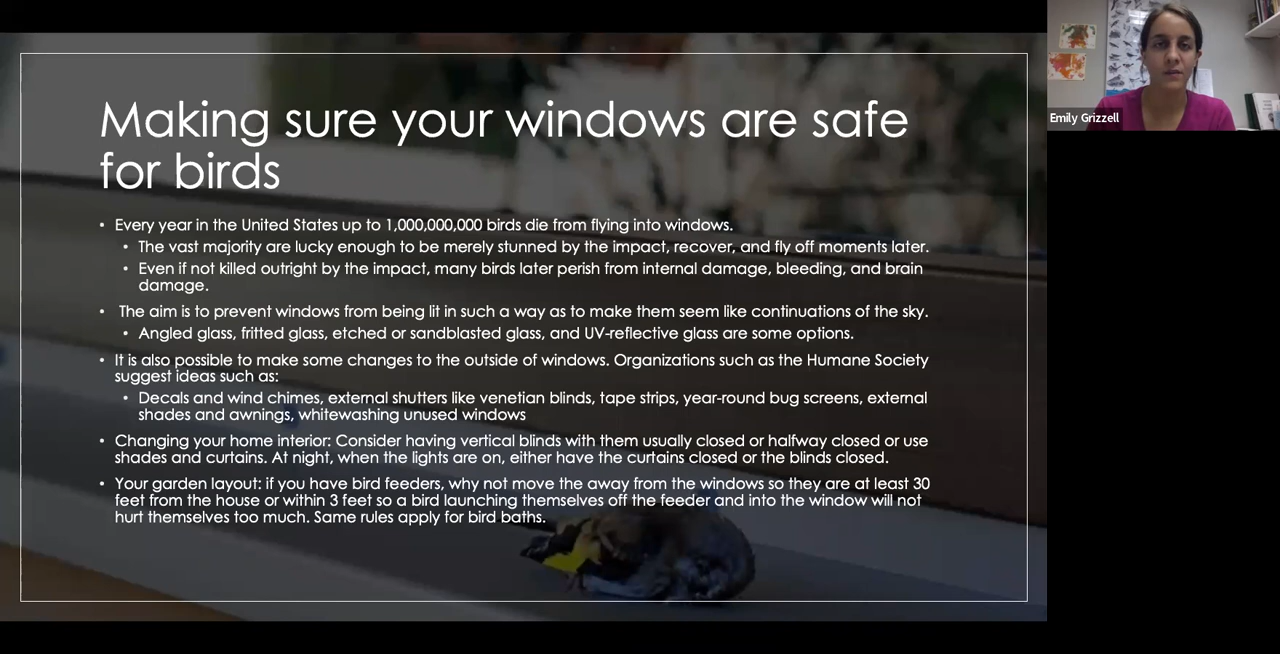 Making sure your windows are safe
for birds
• Every year in the United States up to 1,000,000,000 birds die from flying into windows.
• The vast majority are lucky enough to be merely stunned by the impact, recover, and fly off moments later.
• Even if not killed outright by the impact, many birds later perish from internal damage, bleeding, and brain
damage.
• The aim is to prevent windows from being lit in such a way as to make them seem like continuations of the sky.
• Angled glass, fritted glass, etched or sandblasted glass, and UV-reflective glass are some options.
• It is also possible to make some changes to the outside of windows. Organizations such as the Humane Society
suggest ideas such as:
• Decals and wind chimes, external shutters like venetian blinds, tape strips, year-round bug screens, external
shades and awnings, whitewashing unused windows
• Changing your home interior: Consider having vertical blinds with them usually closed or halfway closed or use
shades and curtains. At night, when the lights are on, either have the curtains closed or the blinds closed.
• Your garden layout: if you have bird feeders, why not move the away from the windows so they are at least 30
feet from the house or within 3 feet so a bird launching themselves off the feeder and into the window will not
hurt themselves too much. Same rules apply for bird baths.
Emily Grizzell